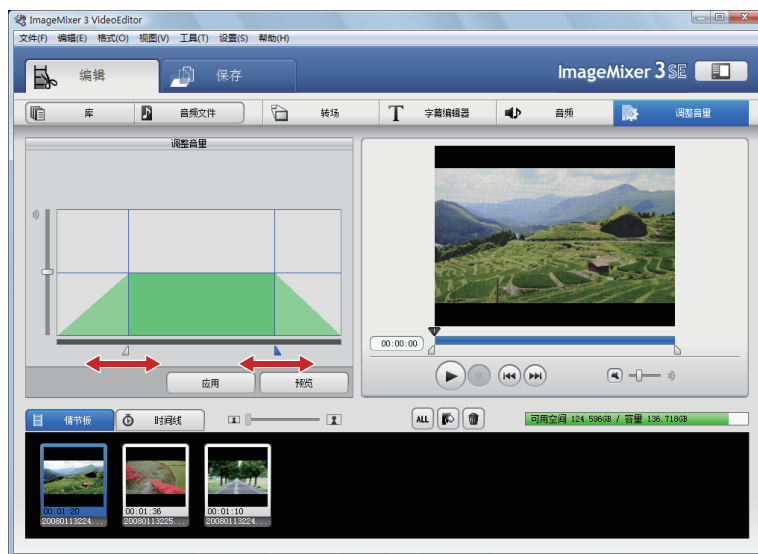 ImageMixer 3 VideoEditor
文件(F) 编辑(E) 格式(O) 视图(V) 工具(T) 设置(S) 帮助(H)
编辑
保存
ImageMixer 3 SE
库
音频文件
转场
T 字幕编辑器
音频
调整音量
调整音量
00:00:00
应用
预览
情节板
时间线
ALL
可用空间 124.596GB / 容量 136.718GB
00:01:20
20080113224...
00:01:36
20080113225...
00:01:10
20080113224...